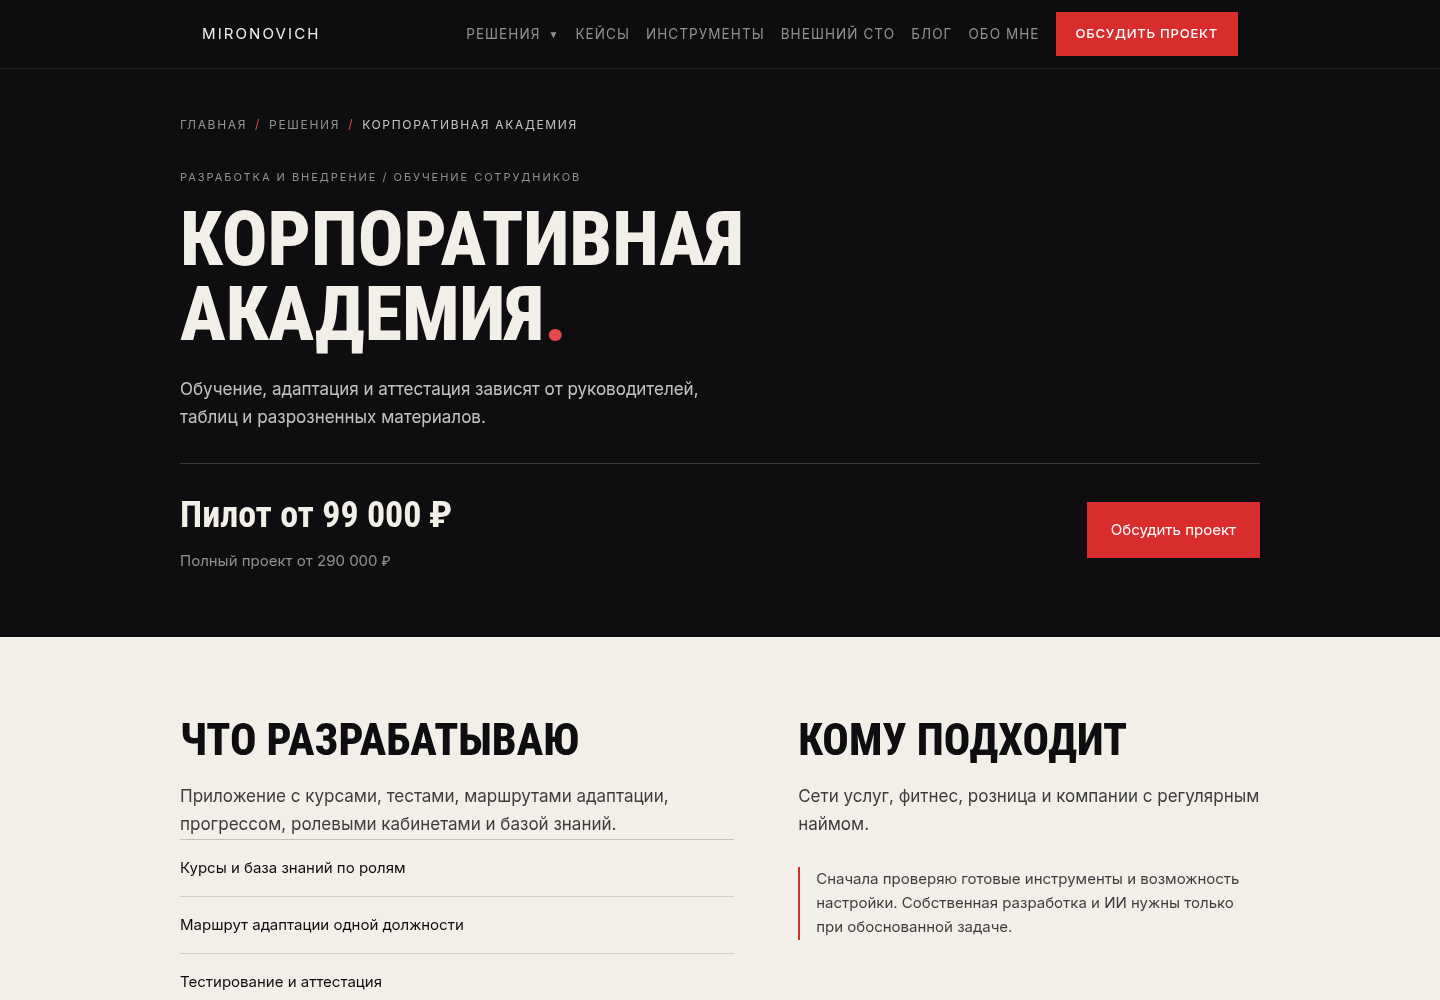 MIRONOVICH
РЕШЕНИЯ ▾ КЕЙСЫ ИНСТРУМЕНТЫ ВНЕШНИЙ СТО БЛОГ ОБО МНЕ ОБСУДИТЬ ПРОЕКТ
ГЛАВНАЯ / РЕШЕНИЯ / КОРПОРАТИВНАЯ АКАДЕМИЯ
РАЗРАБОТКА И ВНЕДРЕНИЕ / ОБУЧЕНИЕ СОТРУДНИКОВ
КОРПОРАТИВНАЯ
АКАДЕМИЯ.
Обучение, адаптация и аттестация зависят от руководителей,
таблиц и разрозненных материалов.
Пилот от 99 000 ₽
Полный проект от 290 000 ₽
Обсудить проект
ЧТО РАЗРАБАТЫВАЮ
Приложение с курсами, тестами, маршрутами адаптации,
прогрессом, ролевыми кабинетами и базой знаний.
Курсы и база знаний по ролям
Маршрут адаптации одной должности
Тестирование и аттестация
КОМУ ПОДХОДИТ
Сети услуг, фитнес, розница и компании с регулярным
наймом.
Сначала проверяю готовые инструменты и возможность
настройки. Собственная разработка и ИИ нужны только
при обоснованной задаче.